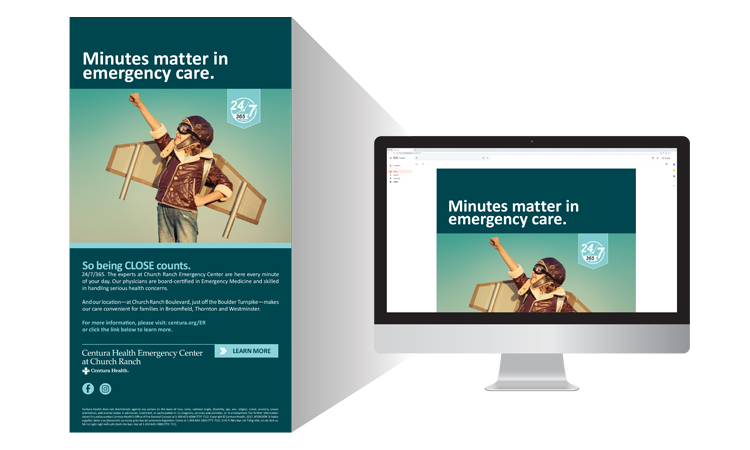 Minutes matter in
emergency care.
24/7
365
So being CLOSE counts.
24/7/365. The experts at Church Ranch Emergency Center are here every minute
of your day. Our physicians are board-certified in Emergency Medicine and skilled
in handling serious health concerns.
And our location—at Church Ranch Boulevard, just off the Boulder Turnpike—makes
our care convenient for families in Broomfield, Thornton and Westminster.
For more information, please visit: centura.org/ER
or click the link below to learn more.
Centura Health Emergency Center
at Church Ranch
Centura Health.
LEARN MORE
Minutes matter in
emergency care.
24/7
365